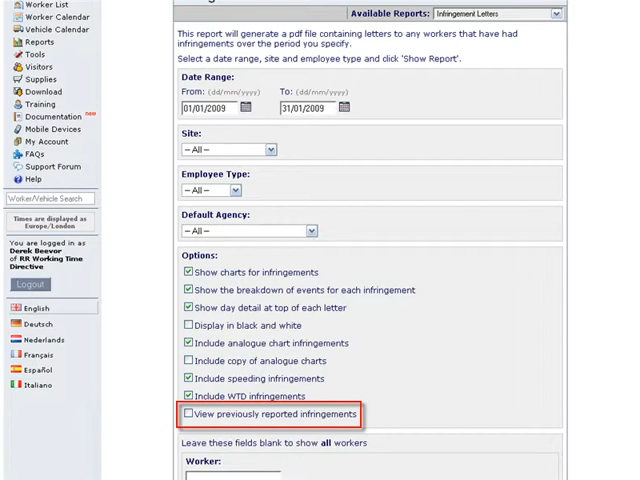 Worker List
Worker Calendar
Vehicle Calendar
Reports
Tools
Visitors
Supplies
Download
Training
Documentation new
Mobile Devices
My Account
FAQs
Support Forum
Help
Worker/Vehicle Search
Times are displayed as
Europe/London
You are logged in as
Derek Beevor
of RR Working Time
Directive
Logout
English
Deutsch
Nederlands
Français
Español
Italiano
Available Reports: Infringement Letters
This report will generate a pdf file containing letters to any workers that have had
infringements over the period you specify.
Select a date range, site and employee type and click 'Show Report'.
Date Range:
From: (dd/mm/yyyy) To: (dd/mm/yyyy)
01/01/2009 31/01/2009
Site:
-- All --
Employee Type:
-- All --
Default Agency:
-- All --
Options:
Show charts for infringements
Show the breakdown of events for each infringement
Show day detail at top of each letter
Display in black and white
Include analogue chart infringements
Include copy of analogue charts
Include speeding infringements
Include WTD infringements
View previously reported infringements
Leave these fields blank to show all workers
Worker: